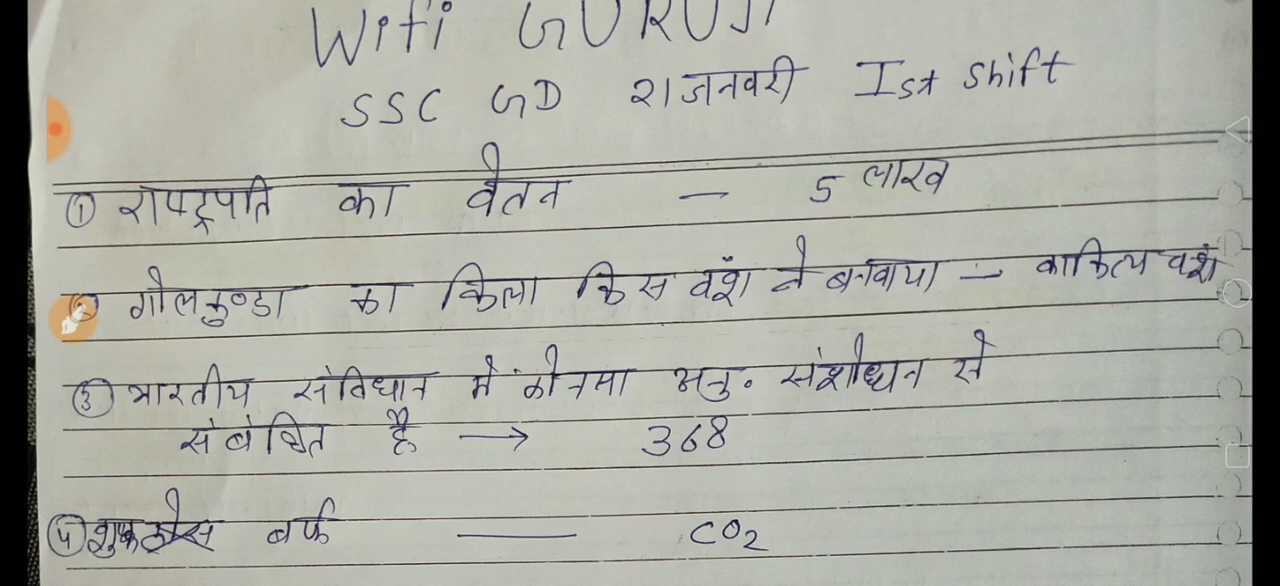 Wifi GURUJI
SSC GD 21 जनवरी Ist Shift
① राष्ट्रपति का वेतन — 5 लाख
② गोलकुण्डा का किला किस वंश ने बनवाया — काकित्य वंश
③ भारतीय संविधान में कौनसा अनु. संशोधन से
संबंधित है → 368
④ शुष्क ठोस बर्फ — CO2